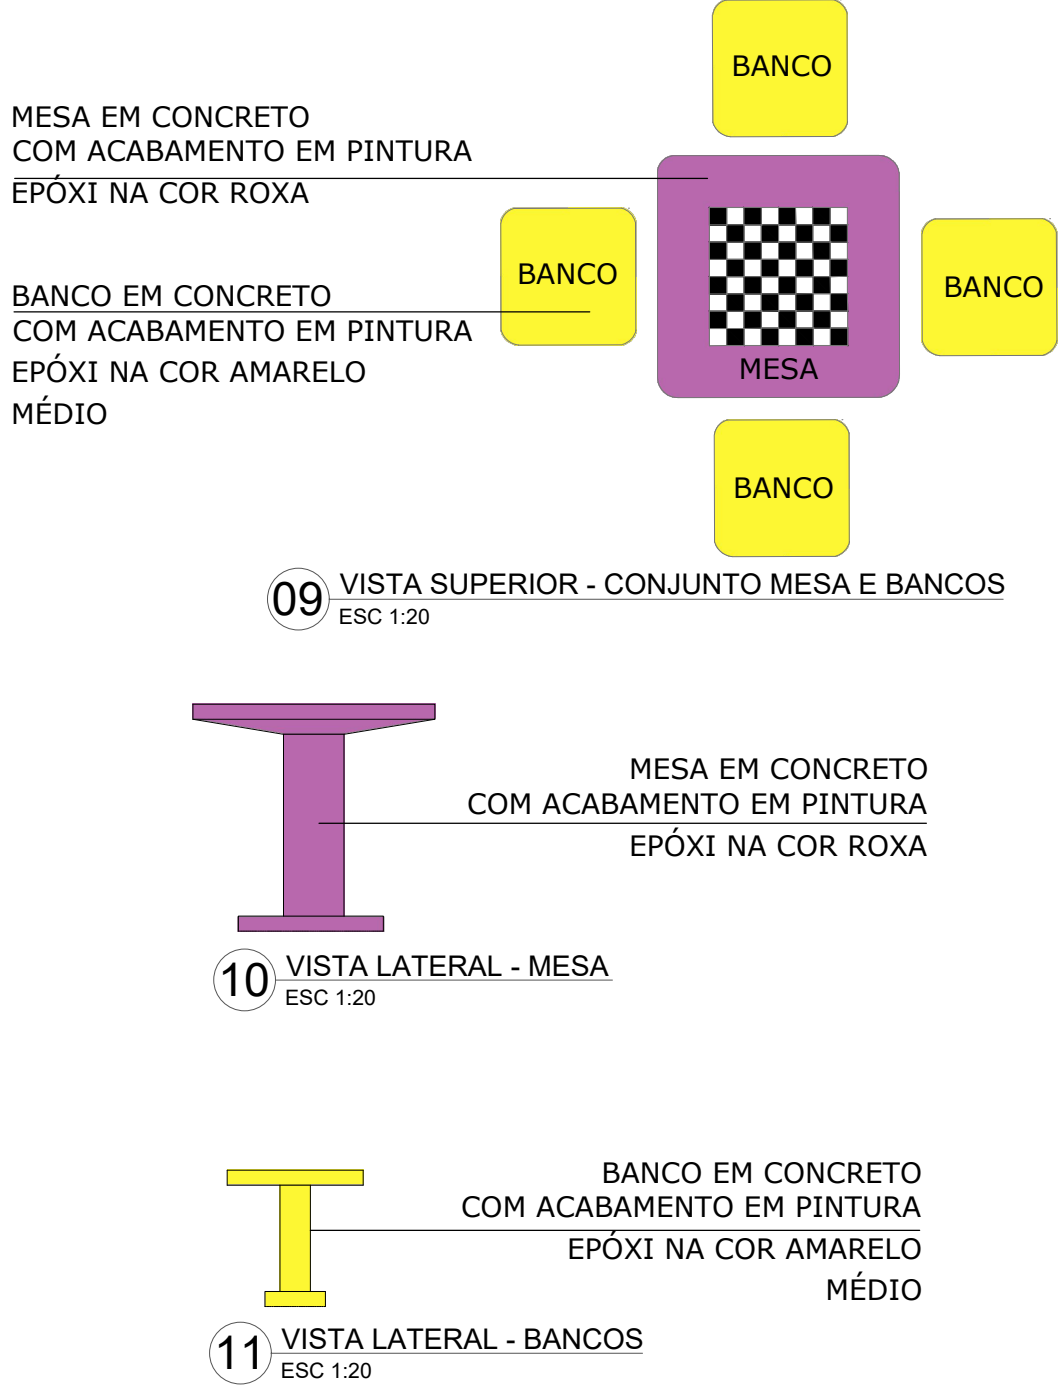 BANCO
MESA EM CONCRETO
COM ACABAMENTO EM PINTURA
EPÓXI NA COR ROXA
BANCO
BANCO
BANCO EM CONCRETO
COM ACABAMENTO EM PINTURA
EPÓXI NA COR AMARELO
MÉDIO
MESA
BANCO
09 VISTA SUPERIOR - CONJUNTO MESA E BANCOS
ESC 1:20
MESA EM CONCRETO
COM ACABAMENTO EM PINTURA
EPÓXI NA COR ROXA
10 VISTA LATERAL - MESA
ESC 1:20
BANCO EM CONCRETO
COM ACABAMENTO EM PINTURA
EPÓXI NA COR AMARELO
MÉDIO
11 VISTA LATERAL - BANCOS
ESC 1:20